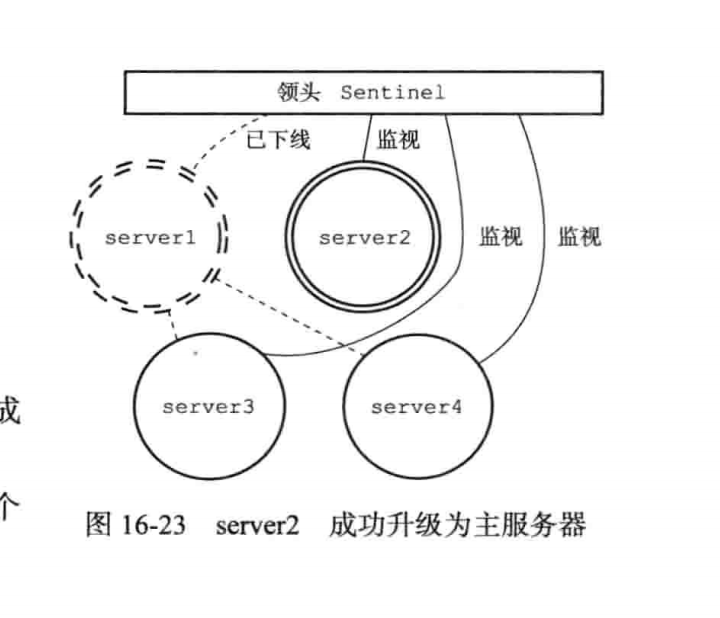 领头 Sentinel
已下线
监视
server1
server2
监视
监视
server3
server4
成
个
图 16-23 server2 成功升级为主服务器